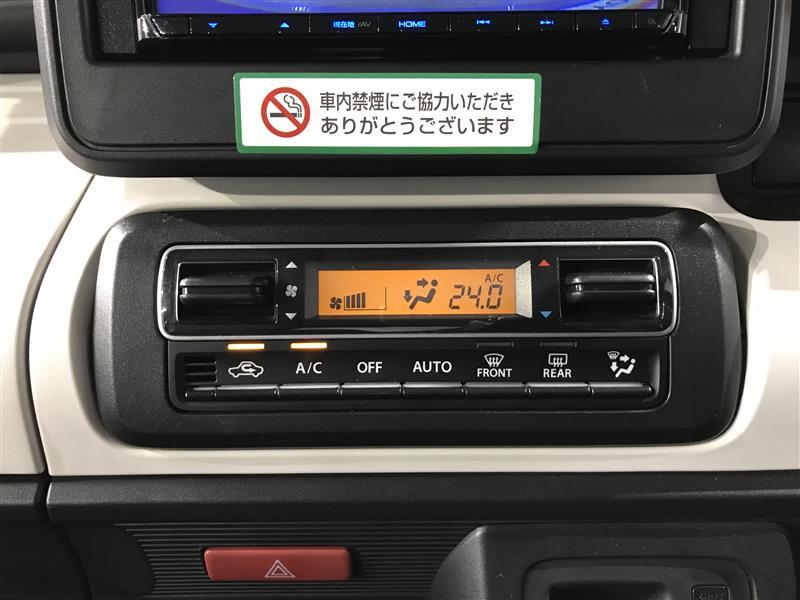 現在地/AV HOME
車内禁煙にご協力いただき
ありがとうございます
A/C
24.0
A/C OFF AUTO FRONT REAR